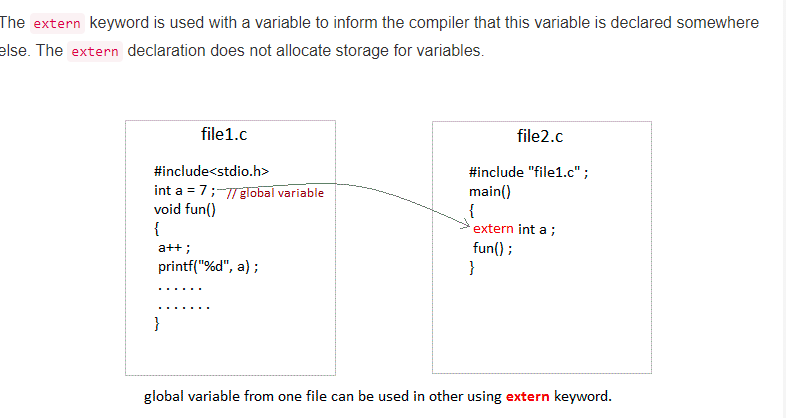 The extern keyword is used with a variable to inform the compiler that this variable is declared somewhere
else. The extern declaration does not allocate storage for variables.
file1.c
#include<stdio.h>
int a = 7 ; // global variable
void fun()
{
a++ ;
printf("%d", a) ;
. . . . . .
. . . . . . .
}
file2.c
#include "file1.c" ;
main()
{
extern int a ;
fun() ;
}
global variable from one file can be used in other using extern keyword.